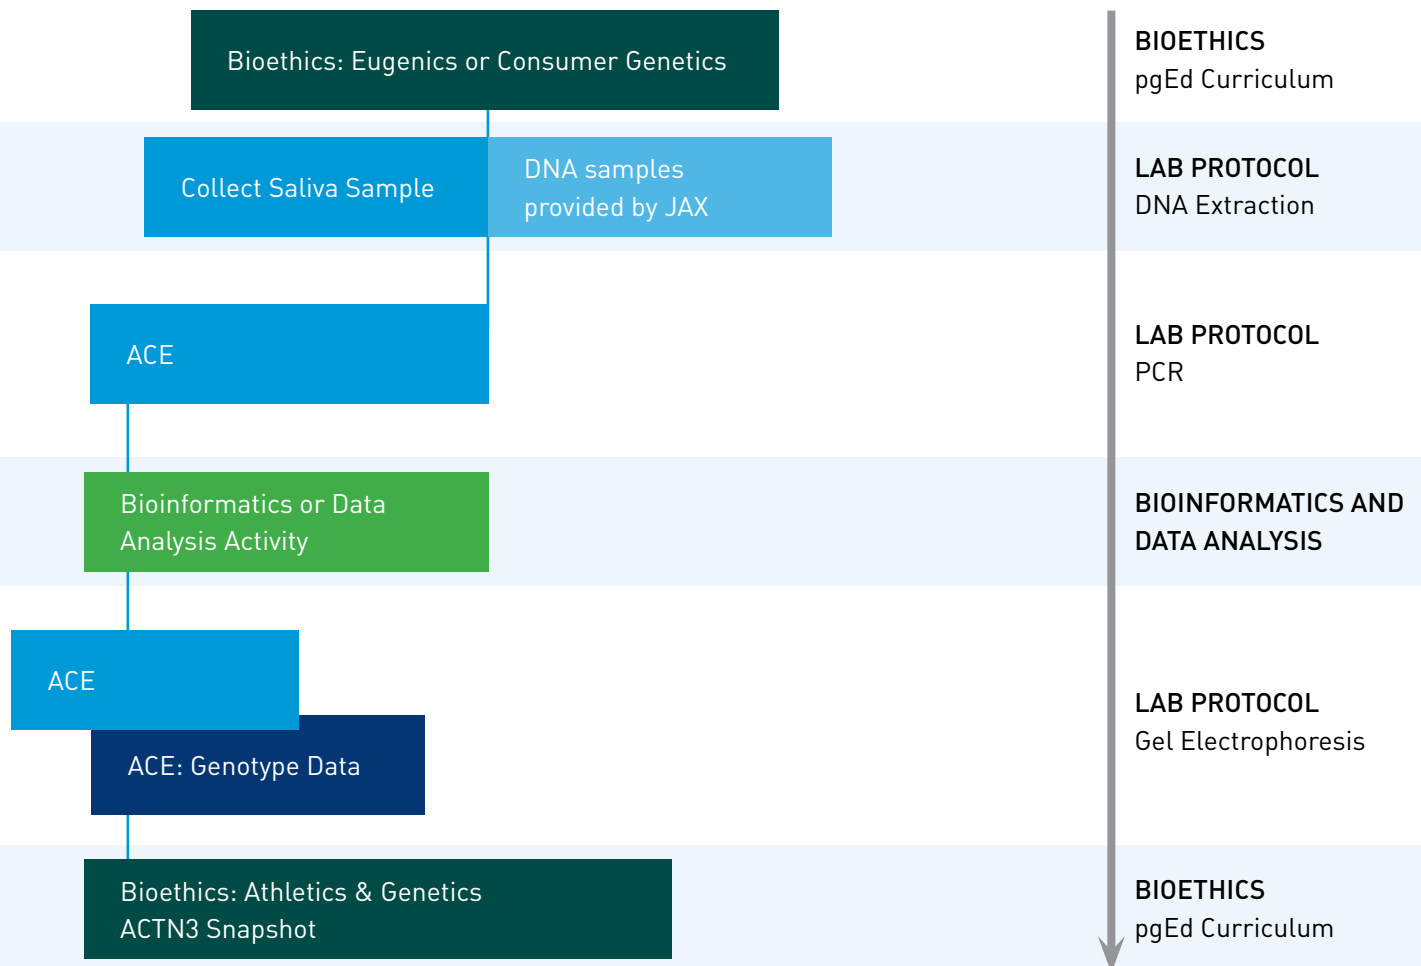 Bioethics: Eugenics or Consumer Genetics
BIOETHICS
pgEd Curriculum
Collect Saliva Sample
DNA samples
provided by JAX
LAB PROTOCOL
DNA Extraction
ACE
LAB PROTOCOL
PCR
Bioinformatics or Data
Analysis Activity
BIOINFORMATICS AND
DATA ANALYSIS
ACE
ACE: Genotype Data
LAB PROTOCOL
Gel Electrophoresis
Bioethics: Athletics & Genetics
ACTN3 Snapshot
BIOETHICS
pgEd Curriculum